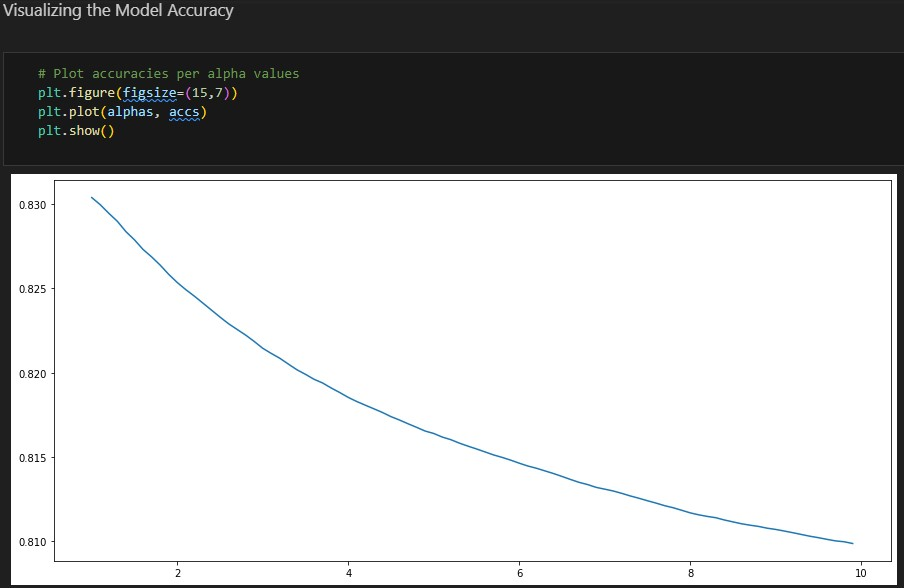 Visualizing the Model Accuracy
# Plot accuracies per alpha values
plt.figure(figsize=(15,7))
plt.plot(alphas, accs)
plt.show()
0.830
0.825
0.820
0.815
0.810
2 4 6 8 10